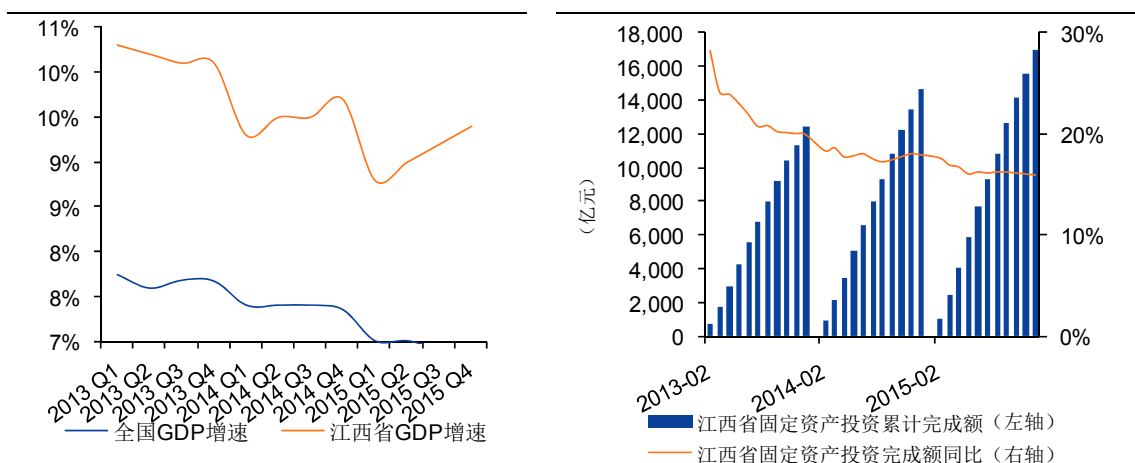 11%
10%
10%
9%
9%
8%
8%
7%
2013 Q1
2013 Q2
2013 Q3
2013 Q4
2014 Q1
2014 Q2
2014 Q3
2014 Q4
2015 Q1
2015 Q2
2015 Q3
2015 Q4
全国GDP增速
江西省GDP增速
（亿元）
18,000
16,000
14,000
12,000
10,000
8,000
6,000
4,000
2,000
0
30%
20%
10%
0%
2013-02
2014-02
2015-02
江西省固定资产投资累计完成额（左轴）
江西省固定资产投资完成额同比（右轴）